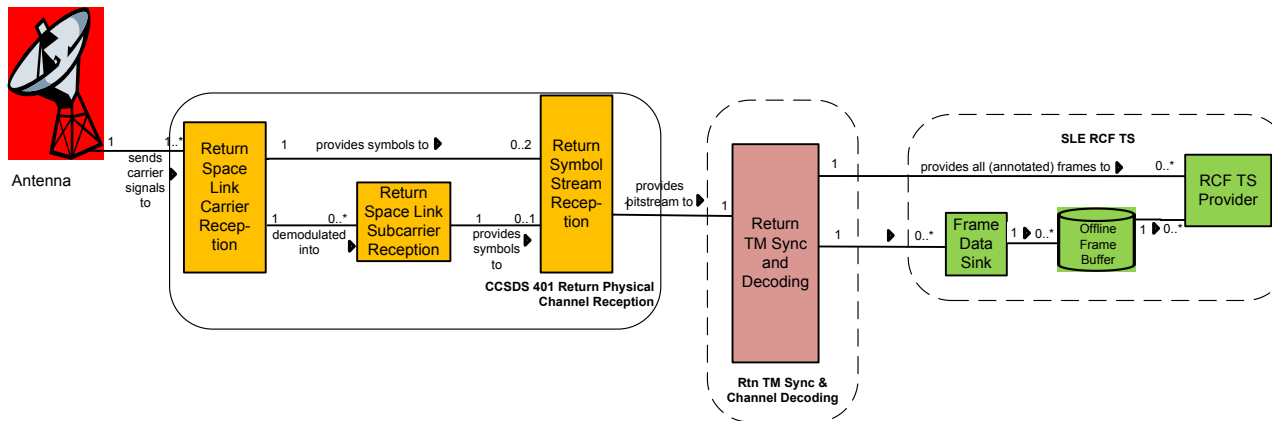 Antenna
1
1..*
sends
carrier
signals
to
Return
Space
Link
Carrier
Recep-
tion
1
provides symbols to
0..2
1
0..*
demodulated
into
Return
Space Link
Subcarrier
Reception
1
0..1
provides
symbols
to
Return
Symbol
Stream
Recep-
tion
CCSDS 401 Return Physical
Channel Reception
provides
pitstream to
1
Return
TM Sync
and
Decoding
Rtn TM Sync &
Channel Decoding
SLE RCF TS
1
provides all (annotated) frames to
0..*
RCF TS
Provider
1
0..*
Frame
Data
Sink
1
0..*
Offline
Frame
Buffer
1
0..*